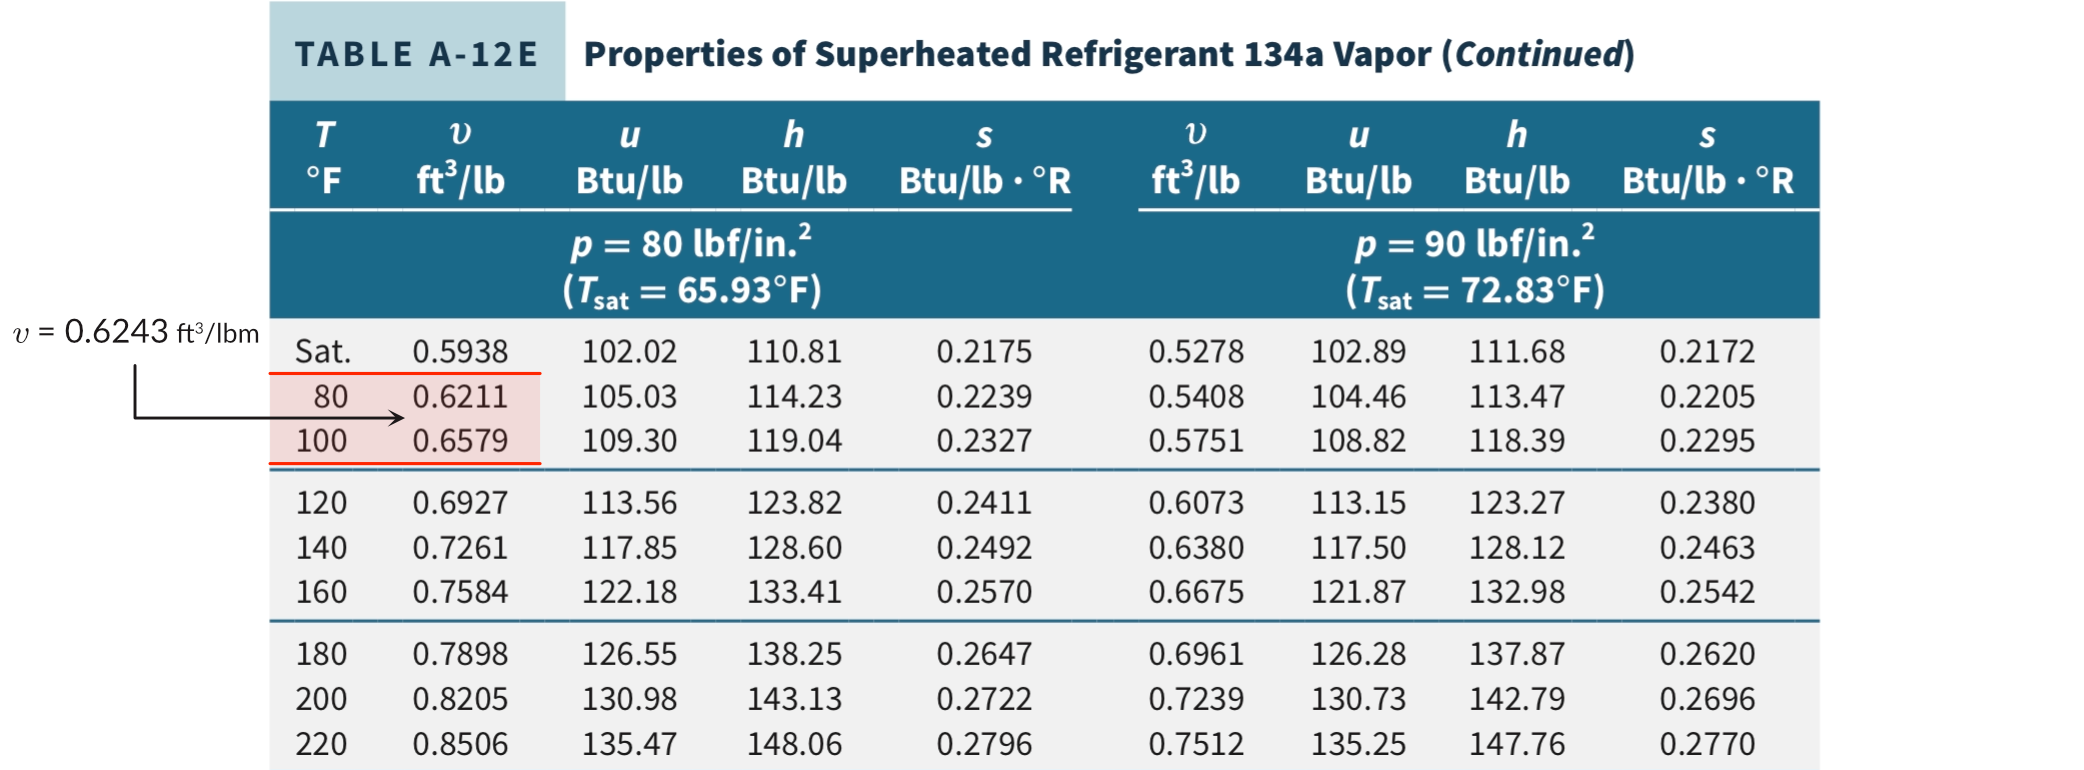 TABLE A-12E Properties of Superheated Refrigerant 134a Vapor (Continued)
T υ u h s υ u h s
°F ft³/lb Btu/lb Btu/lb Btu/lb · °R ft³/lb Btu/lb Btu/lb Btu/lb · °R
p = 80 lbf/in.² p = 90 lbf/in.²
(Tsat = 65.93°F) (Tsat = 72.83°F)
υ = 0.6243 ft³/lbm
Sat. 0.5938 102.02 110.81 0.2175 0.5278 102.89 111.68 0.2172
80 0.6211 105.03 114.23 0.2239 0.5408 104.46 113.47 0.2205
100 0.6579 109.30 119.04 0.2327 0.5751 108.82 118.39 0.2295
120 0.6927 113.56 123.82 0.2411 0.6073 113.15 123.27 0.2380
140 0.7261 117.85 128.60 0.2492 0.6380 117.50 128.12 0.2463
160 0.7584 122.18 133.41 0.2570 0.6675 121.87 132.98 0.2542
180 0.7898 126.55 138.25 0.2647 0.6961 126.28 137.87 0.2620
200 0.8205 130.98 143.13 0.2722 0.7239 130.73 142.79 0.2696
220 0.8506 135.47 148.06 0.2796 0.7512 135.25 147.76 0.2770